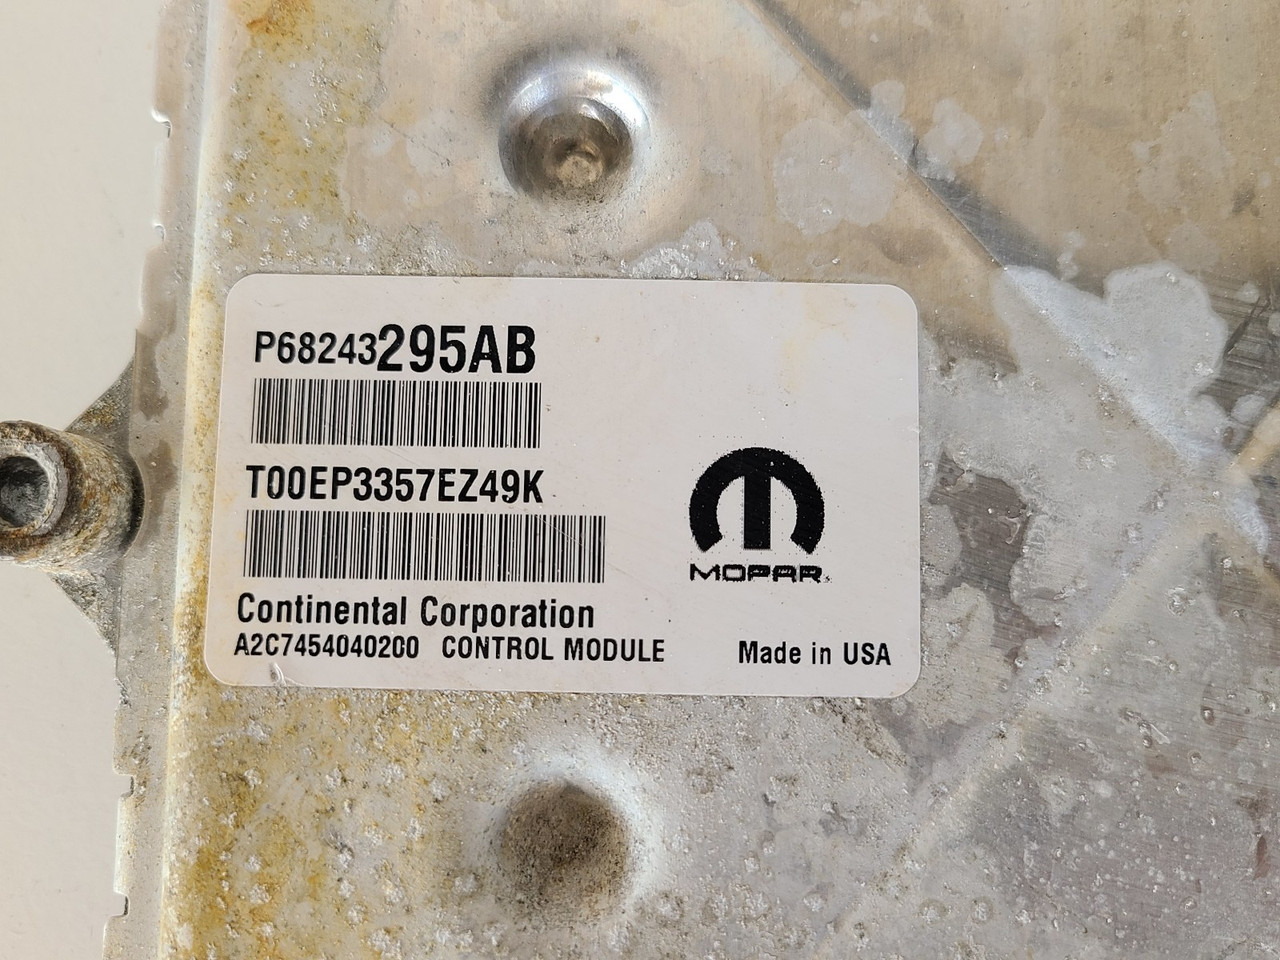 P68243295AB
T00EP3357EZ49K
MOPAR
Continental Corporation
A2C7454040200 CONTROL MODULE Made in USA